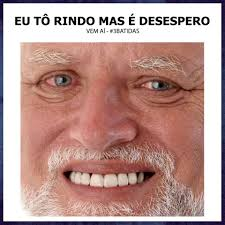 EU TÔ RINDO MAS É DESESPERO
VEM AÍ - #3BATIDAS